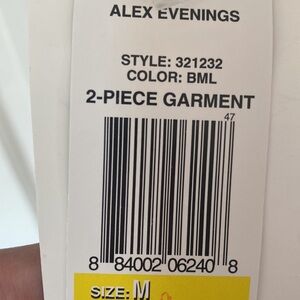 ALEX EVENINGS
STYLE: 321232
COLOR: BML
2-PIECE GARMENT
47
8 84002 06240 8
SIZE: M